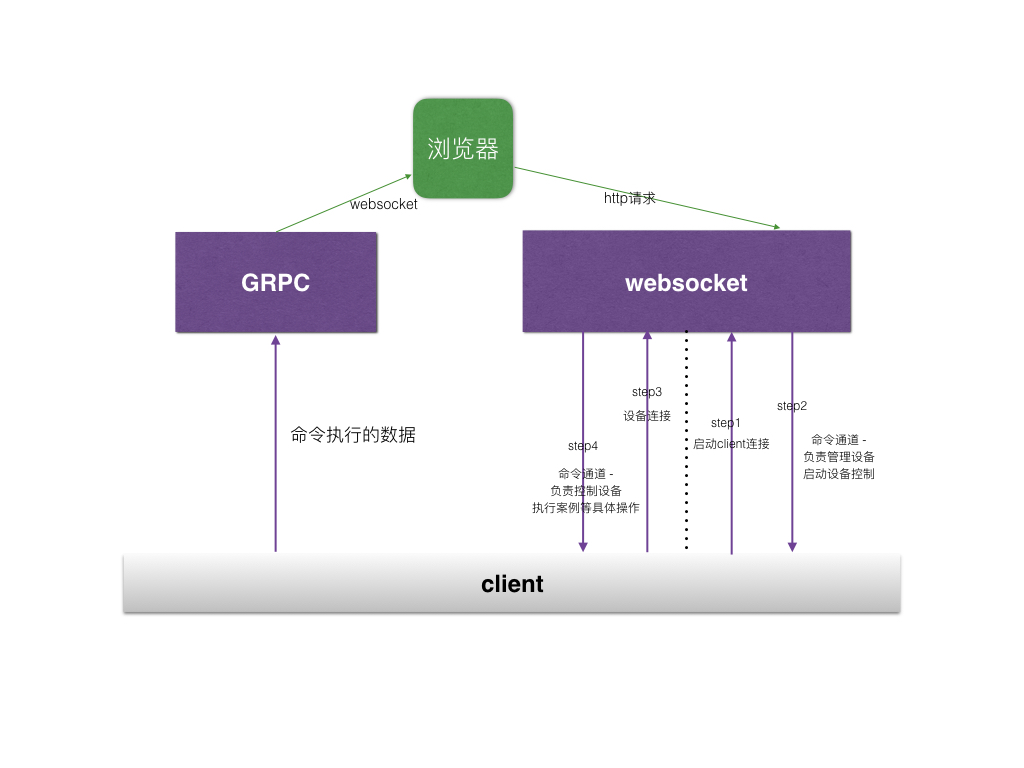 浏览器
websocket
http请求
GRPC
websocket
命令执行的数据
step4
命令通道 -
负责控制设备
执行案例等具体操作
step3
设备连接
step1
启动client连接
step2
命令通道 -
负责管理设备
启动设备控制
client